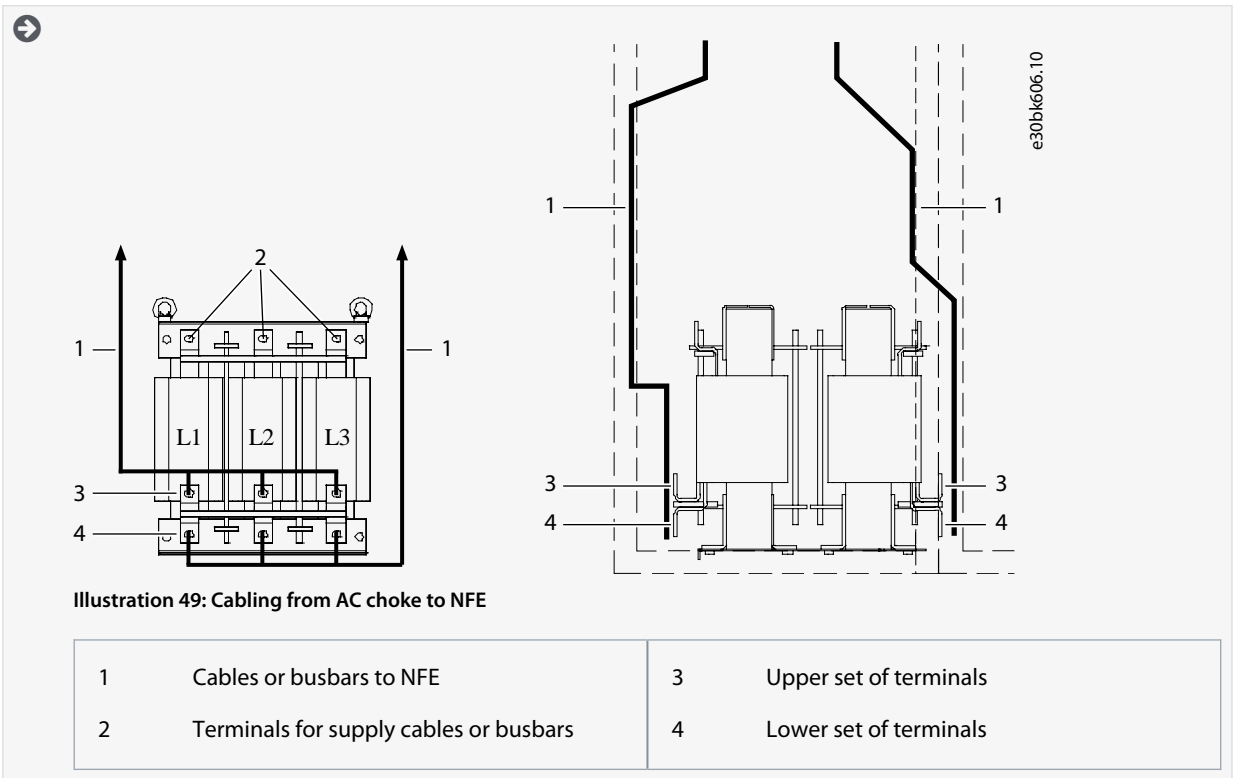 e30bk606.10
1
1
2
1
1
L1 L2 L3
3
3
3
4
4
4
Illustration 49: Cabling from AC choke to NFE
1 Cables or busbars to NFE
3 Upper set of terminals
2 Terminals for supply cables or busbars
4 Lower set of terminals